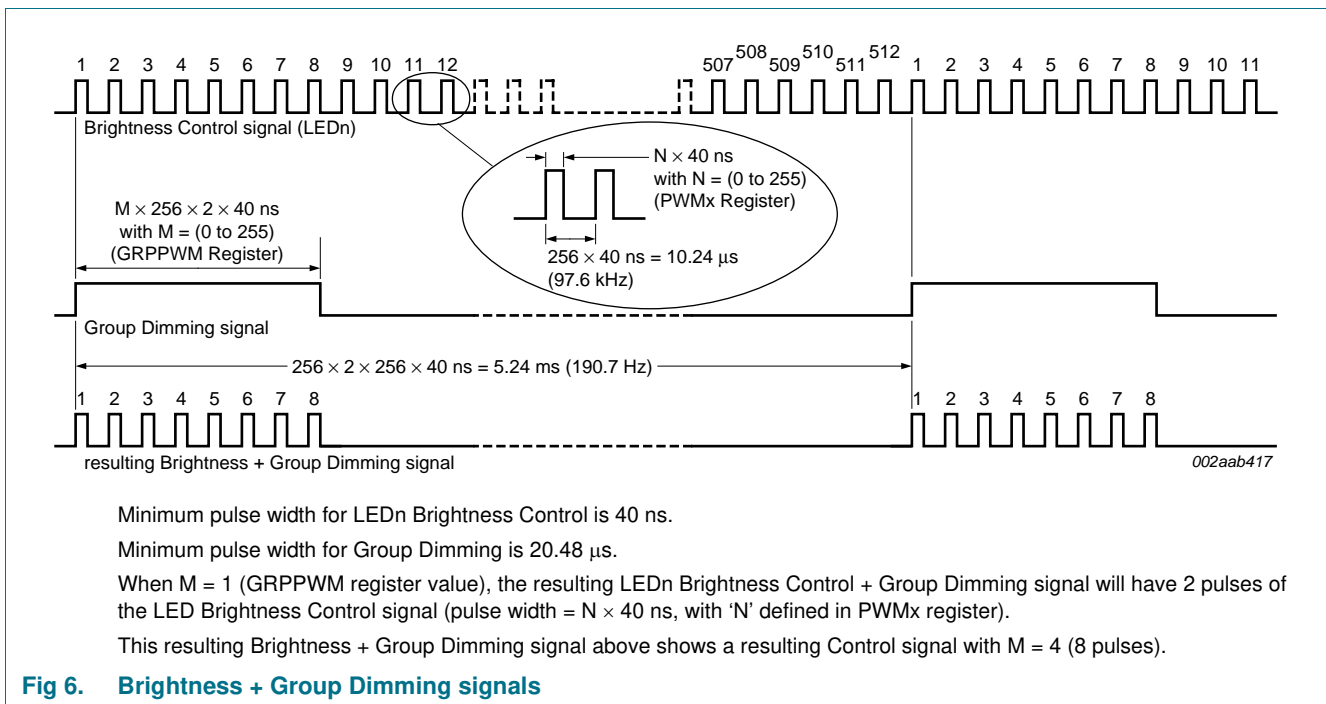 1 2 3 4 5 6 7 8 9 10 11 12 507 508 509 510 511 512 1 2 3 4 5 6 7 8 9 10 11
Brightness Control signal (LEDn)
N × 40 ns
with N = (0 to 255)
(PWMx Register)
M × 256 × 2 × 40 ns
with M = (0 to 255)
(GRPPWM Register)
256 × 40 ns = 10.24 μs
(97.6 kHz)
Group Dimming signal
256 × 2 × 256 × 40 ns = 5.24 ms (190.7 Hz)
1 2 3 4 5 6 7 8 1 2 3 4 5 6 7 8
resulting Brightness + Group Dimming signal
002aab417
Minimum pulse width for LEDn Brightness Control is 40 ns.
Minimum pulse width for Group Dimming is 20.48 μs.
When M = 1 (GRPPWM register value), the resulting LEDn Brightness Control + Group Dimming signal will have 2 pulses of
the LED Brightness Control signal (pulse width = N × 40 ns, with ‘N’ defined in PWMx register).
This resulting Brightness + Group Dimming signal above shows a resulting Control signal with M = 4 (8 pulses).
Fig 6. Brightness + Group Dimming signals